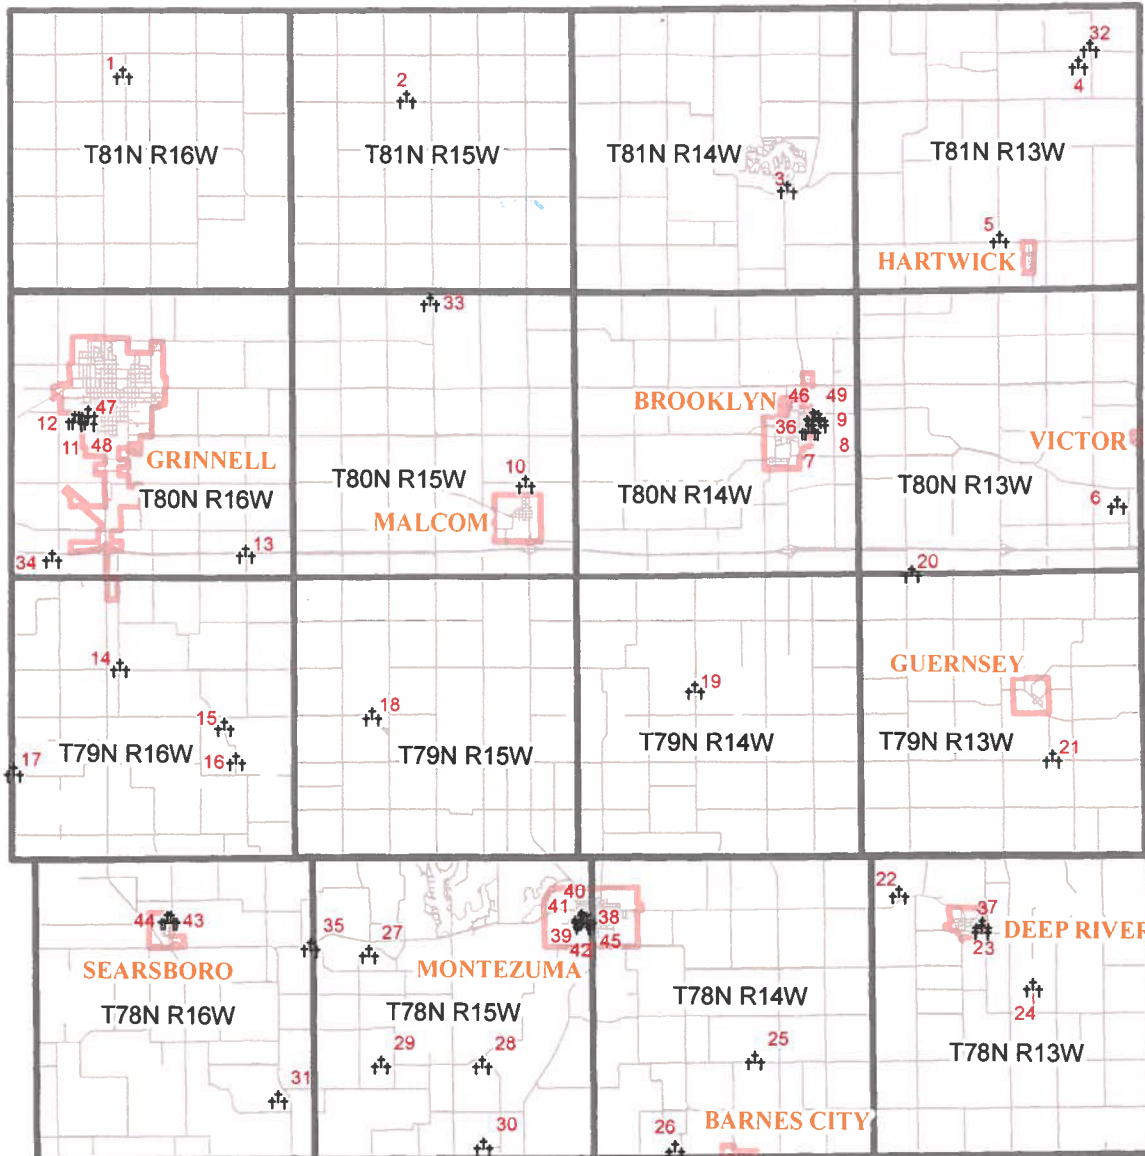 32
1
2
4
T81N R16W
T81N R15W
T81N R14W
T81N R13W
3
5
HARTWICK
33
47
12
11
48
GRINNELL
T80N R16W
34
13
T80N R15W
10
MALCOM
BROOKLYN
46
49
36
9
8
7
T80N R14W
VICTOR
T80N R13W
6
20
14
15
T79N R16W
16
17
18
T79N R15W
19
T79N R14W
GUERNSEY
T79N R13W
21
44
43
SEARSBORO
T78N R16W
31
35
27
40
41
38
39
42
45
MONTEZUMA
T78N R15W
29
28
30
T78N R14W
25
BARNES CITY
26
22
37
DEEP RIVER
23
24
T78N R13W